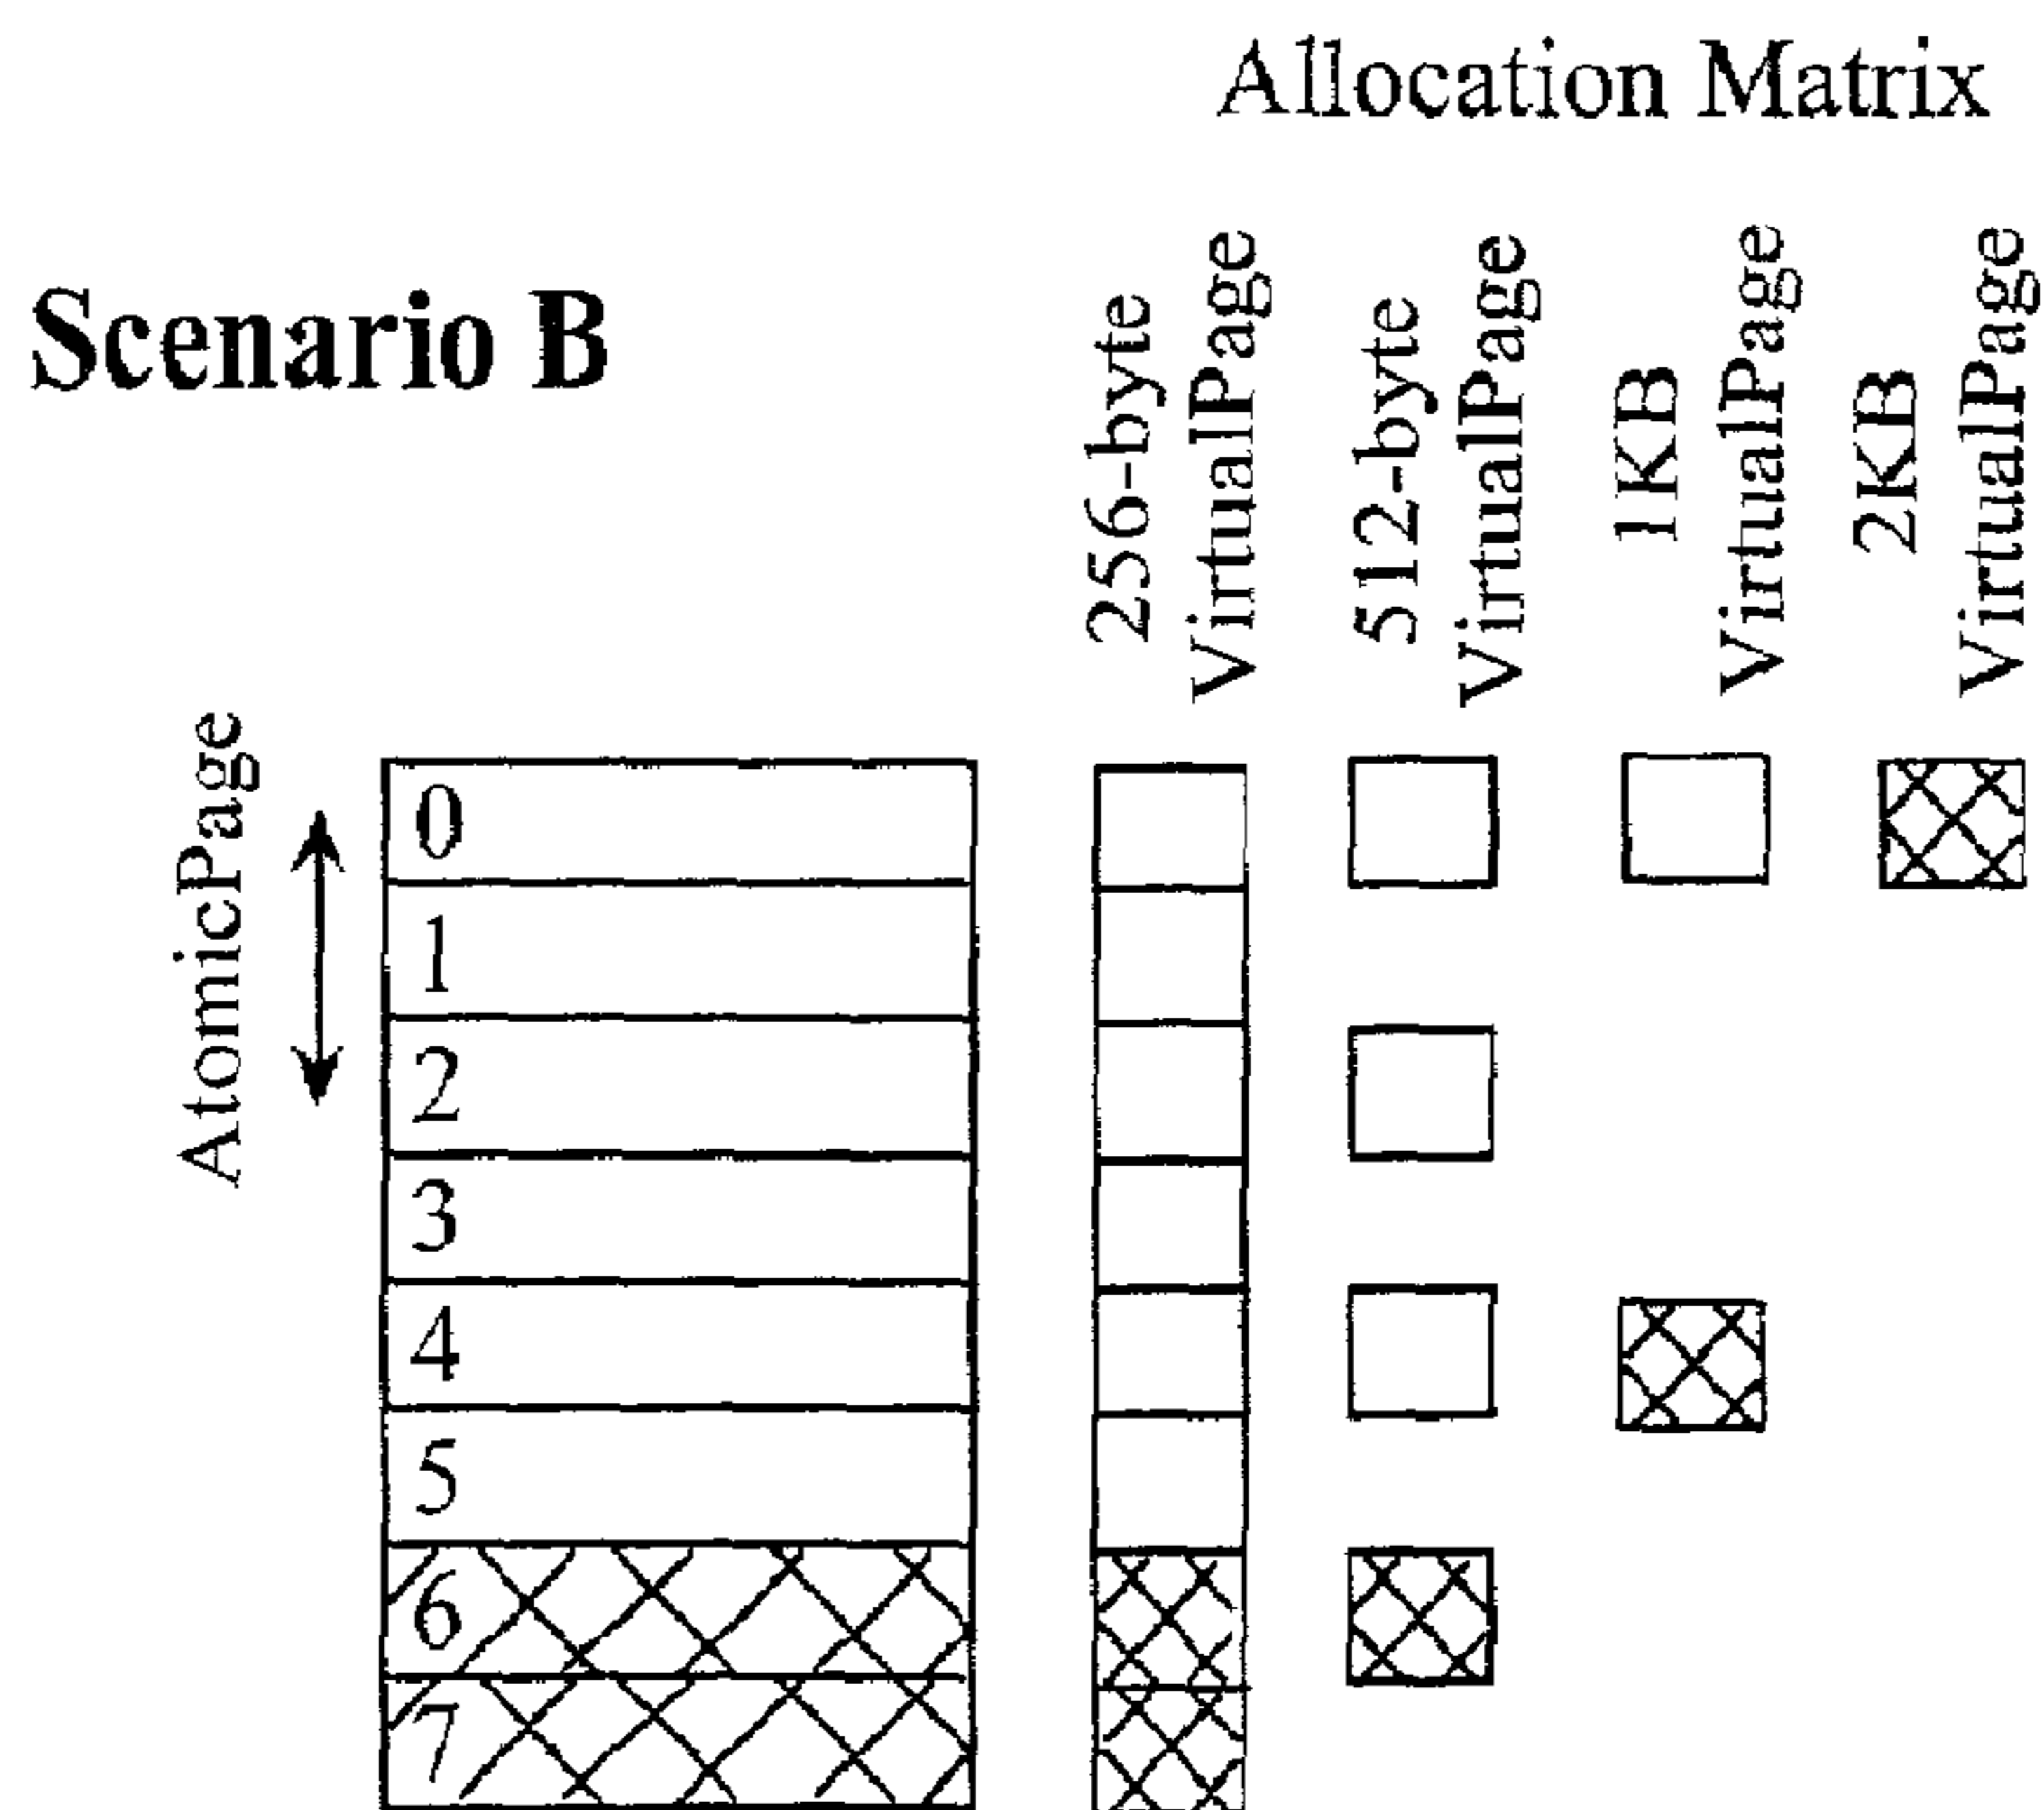 Allocation Matrix
Scenario B
256-byte
VirtualPage
512-byte
VirtualPage
1KB
VirtualPage
2KB
VirtualPage
AtomicPage
0
1
2
3
4
5
6
7